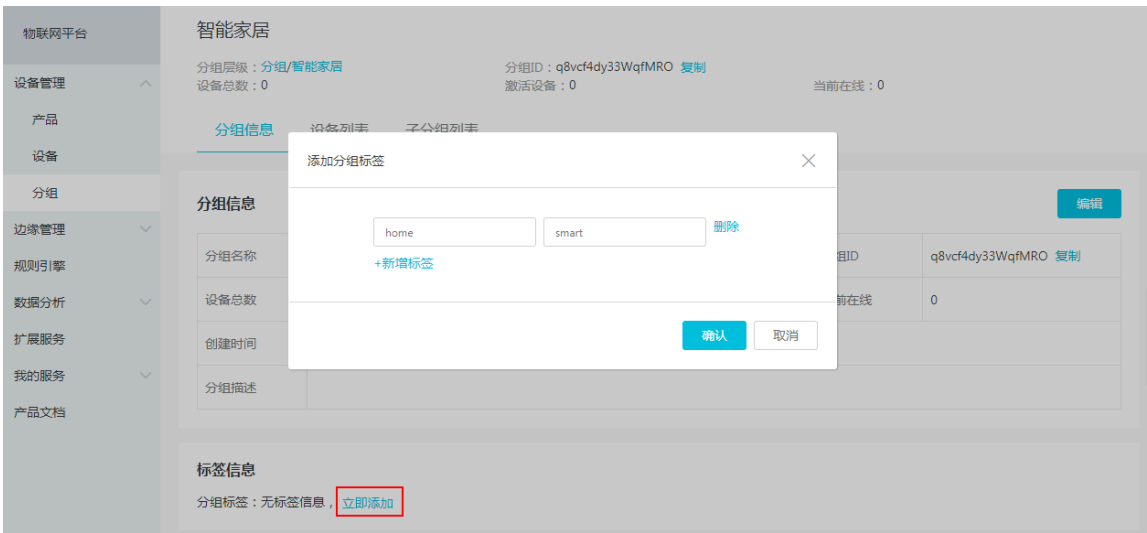 物联网平台
设备管理
产品
设备
分组
边缘管理
规则引擎
数据分析
扩展服务
我的服务
产品文档
智能家居
分组层级：分组/智能家居 分组ID：q8vcf4dy33WqfMRO 复制
设备总数：0 激活设备：0 当前在线：0
分组信息 设备列表 子分组列表
添加分组标签
home smart 删除
+新增标签
确认 取消
分组信息 编辑
分组名称 组ID q8vcf4dy33WqfMRO 复制
设备总数 前在线 0
创建时间
分组描述
标签信息
分组标签：无标签信息，立即添加